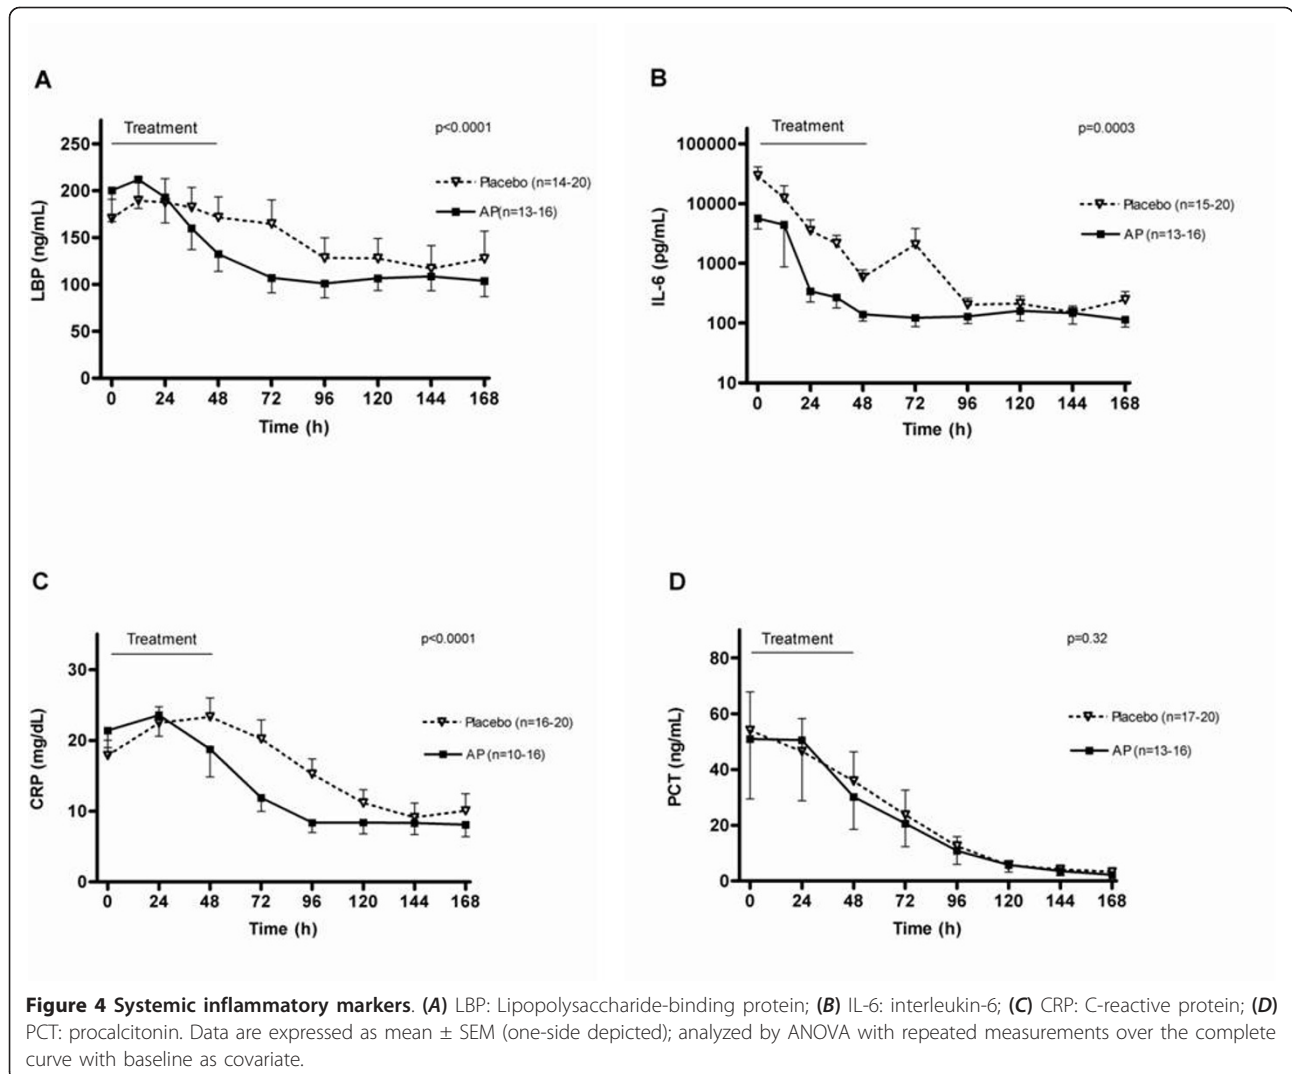 A
Treatment
p<0.0001
250
200
150
100
50
0
LBP (ng/mL)
Placebo (n=14-20)
AP(n=13-16)
0 24 48 72 96 120 144 168
Time (h)
B
Treatment
p=0.0003
100000
10000
1000
100
10
IL-6 (pg/mL)
Placebo (n=15-20)
AP (n=13-16)
0 24 48 72 96 120 144 168
Time (h)
C
Treatment
p<0.0001
30
20
10
0
CRP (mg/dL)
Placebo (n=16-20)
AP (n=10-16)
0 24 48 72 96 120 144 168
Time (h)
D
Treatment
p=0.32
80
60
40
20
0
PCT (ng/mL)
Placebo (n=17-20)
AP (n=13-16)
0 24 48 72 96 120 144 168
Time (h)
Figure 4 Systemic inflammatory markers. (A) LBP: Lipopolysaccharide-binding protein; (B) IL-6: interleukin-6; (C) CRP: C-reactive protein; (D)
PCT: procalcitonin. Data are expressed as mean ± SEM (one-side depicted); analyzed by ANOVA with repeated measurements over the complete
curve with baseline as covariate.